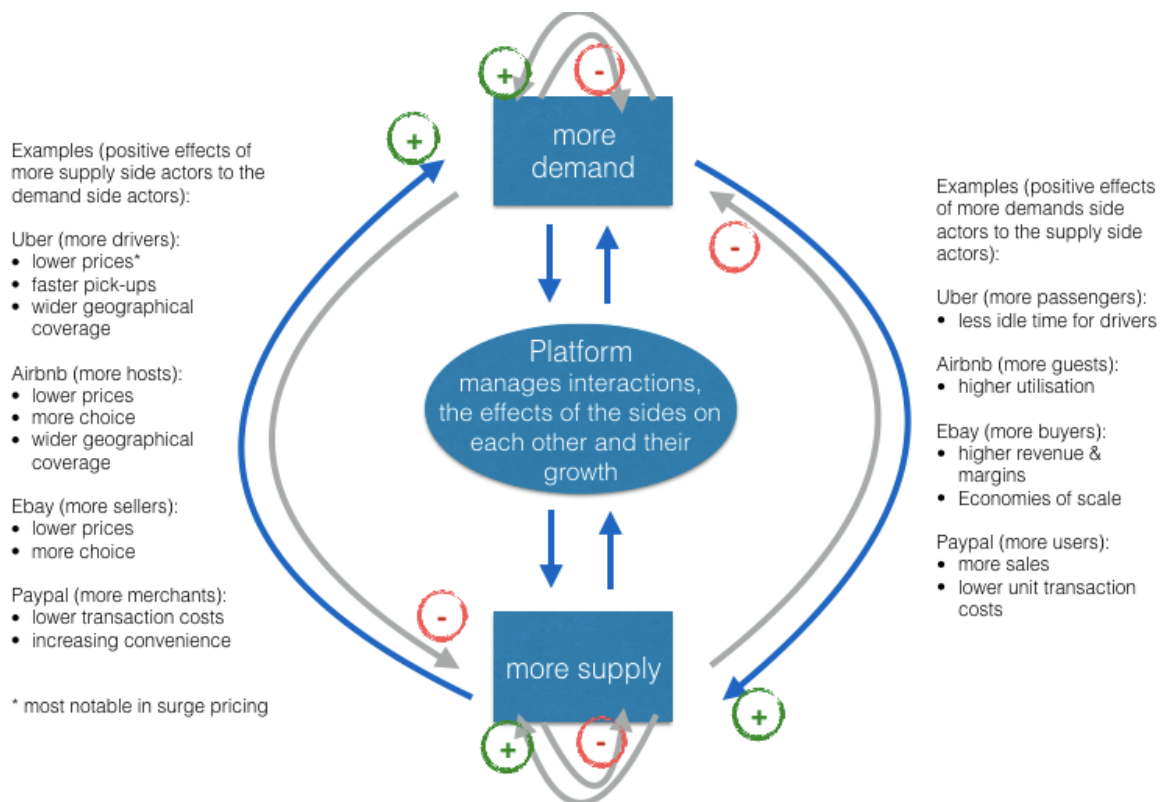 +
-
more
demand
+
-
Examples (positive effects of
more supply side actors to the
demand side actors):
Uber (more drivers):
• lower prices*
• faster pick-ups
• wider geographical
coverage
Airbnb (more hosts):
• lower prices
• more choice
• wider geographical
coverage
Ebay (more sellers):
• lower prices
• more choice
Paypal (more merchants):
• lower transaction costs
• increasing convenience
* most notable in surge pricing
Platform
manages interactions,
the effects of the sides on
each other and their
growth
Examples (positive effects
of more demands side
actors to the supply side
actors):
Uber (more passengers):
• less idle time for drivers
Airbnb (more guests):
• higher utilisation
Ebay (more buyers):
• higher revenue &
margins
• Economies of scale
Paypal (more users):
• more sales
• lower unit transaction
costs
-
more supply
+
+
-